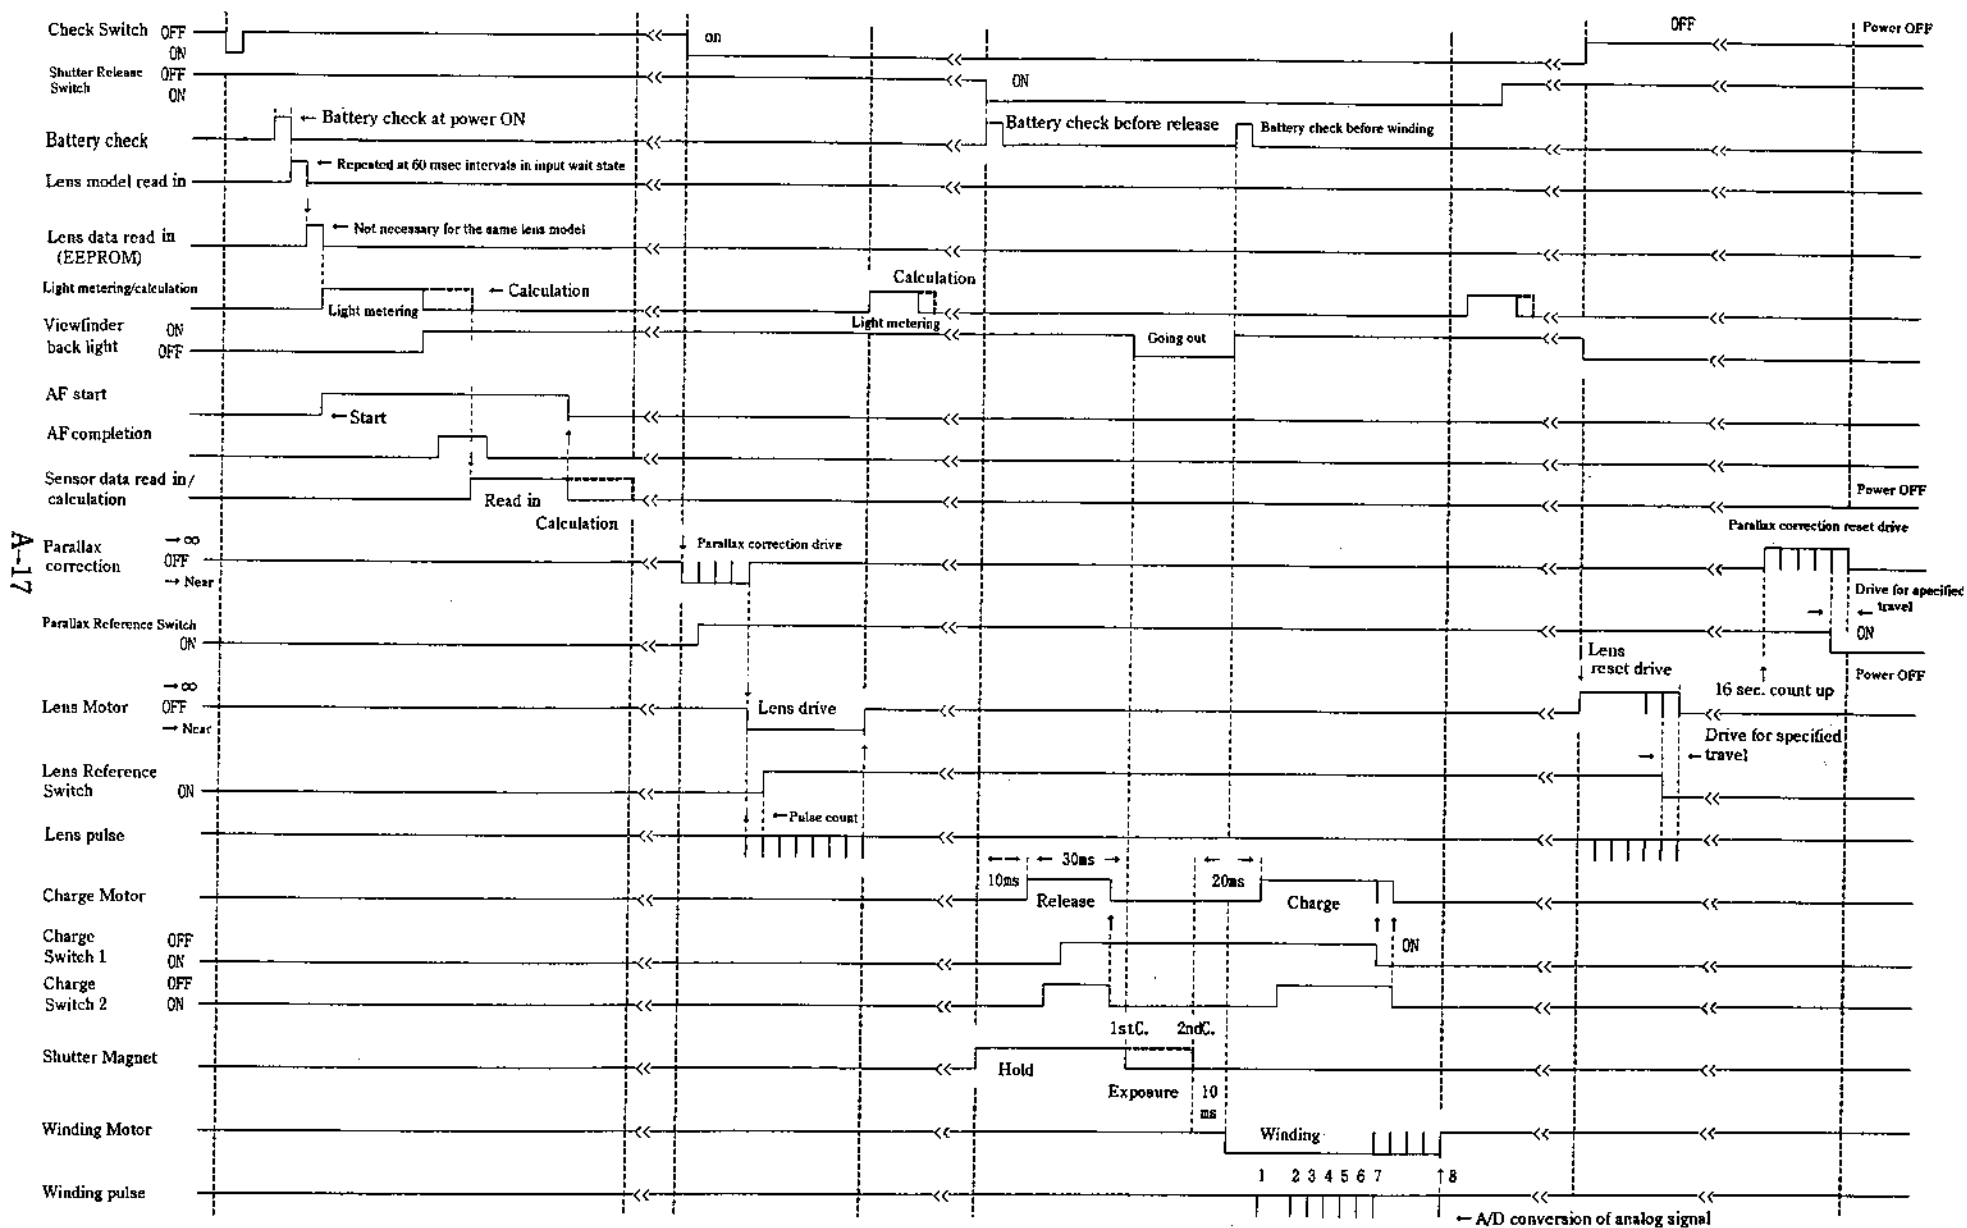 Check Switch OFF
ON
on
OFF
Power OFF
Shutter Release Switch OFF
ON
ON
Battery check
← Battery check at power ON
Battery check before release
Battery check before winding
Lens model read in
← Repeated at 60 msec intervals in input wait state
Lens data read in
(EEPROM)
← Not necessary for the same lens model
Light metering/calculation
Light metering
← Calculation
Calculation
Light metering
Viewfinder back light ON
OFF
Going out
AF start
← Start
AF completion
Sensor data read in/
calculation
Read in
Calculation
Power OFF
A-17
Parallax correction
→ ∞
OFF
→ Near
Parallax correction drive
Parallax correction reset drive
Drive for specified
travel
→ ←
Parallax Reference Switch
ON
ON
Power OFF
16 sec. count up
Lens Motor
→ ∞
OFF
→ Near
Lens drive
Lens
reset drive
Drive for specified
→ ← travel
Lens Reference
Switch ON
Lens pulse
← Pulse count
Charge Motor
10ms
← 30ms →
Release
20ms
Charge
Charge
Switch 1
OFF
ON
ON
Charge
Switch 2
OFF
ON
1stC. 2ndC.
Shutter Magnet
Hold
Exposure
10
ms
Winding Motor
Winding
Winding pulse
1 2 3 4 5 6 7 ↑8
← A/D conversion of analog signal